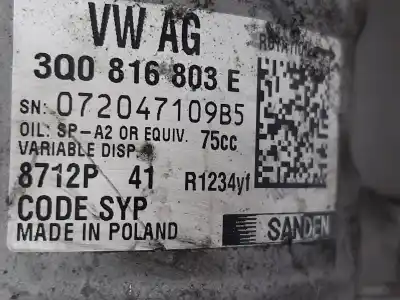 VW AG
3Q0 816 803 E
SN: 072047109B5
OIL: SP-A2 OR EQUIV. 75cc
VARIABLE DISP
8712P 41 R1234yf
CODE SYP
MADE IN POLAND
SANDEN